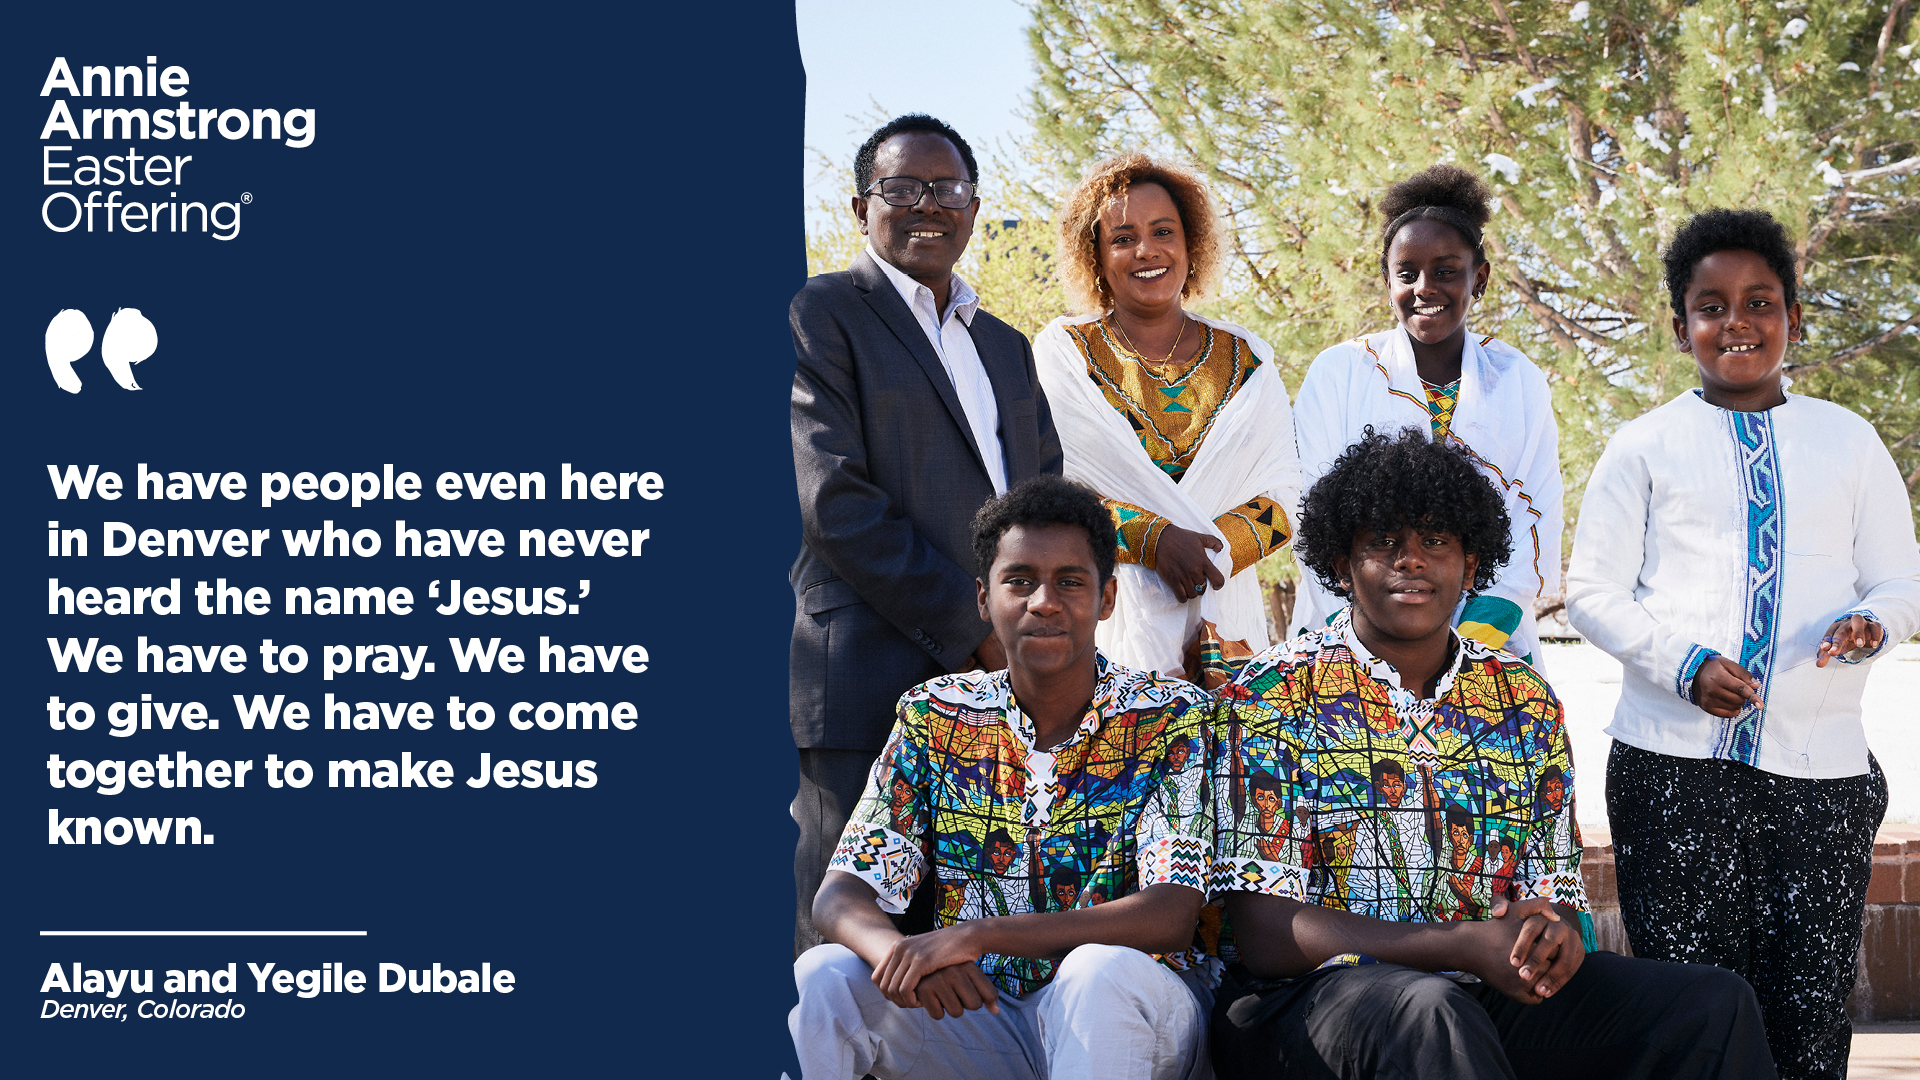 Annie
Armstrong
Easter
Offering®
“
We have people even here
in Denver who have never
heard the name ‘Jesus.’
We have to pray. We have
to give. We have to come
together to make Jesus
known.
Alayu and Yegile Dubale
Denver, Colorado